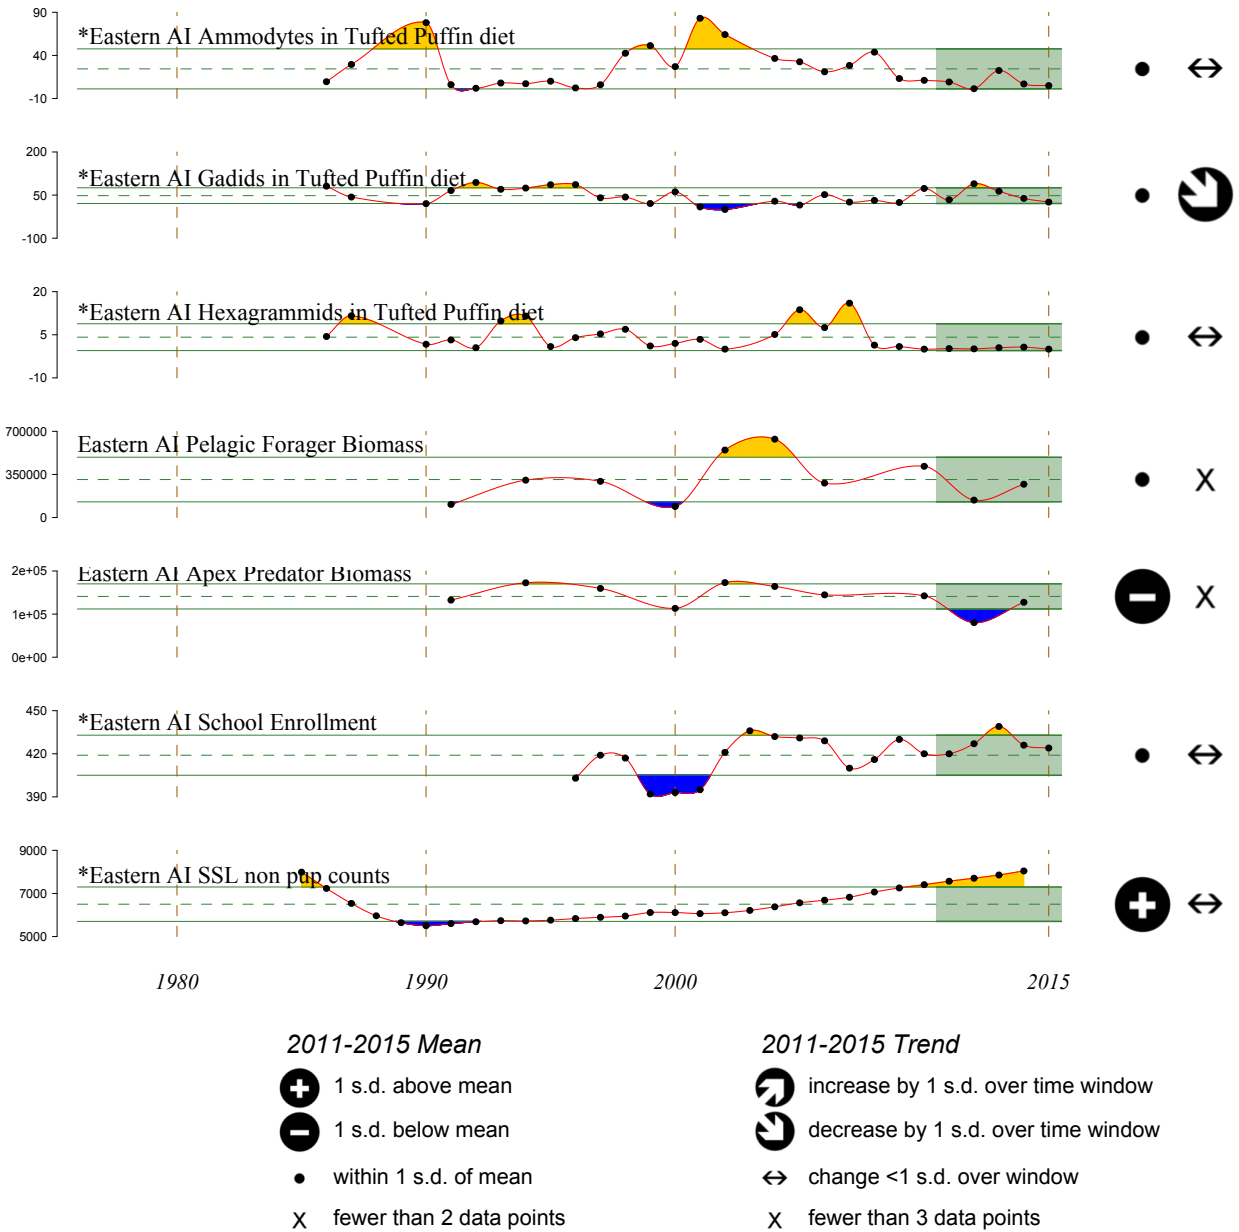 90
*Eastern AI Ammodytes in Tufted Puffin diet
40
-10
200
*Eastern AI Gadids in Tufted Puffin diet
50
-100
20
*Eastern AI Hexagrammids in Tufted Puffin diet
5
-10
700000
Eastern AI Pelagic Forager Biomass
350000
X
0
2e+05
Eastern AI Apex Predator Biomass
X
1e+05
0e+00
450
*Eastern AI School Enrollment
420
390
9000
*Eastern AI SSL non pup counts
7000
5000
1980 1990 2000 2015
2011-2015 Mean
1 s.d. above mean
1 s.d. below mean
within 1 s.d. of mean
X fewer than 2 data points
2011-2015 Trend
increase by 1 s.d. over time window
decrease by 1 s.d. over time window
change <1 s.d. over window
X fewer than 3 data points